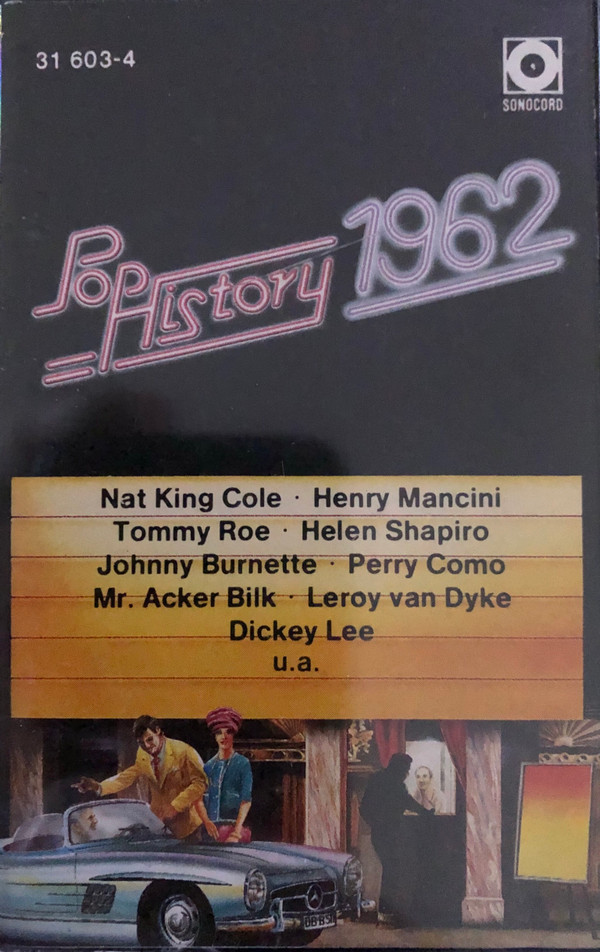 31 603-4
SONOCORD
Pop History 1962
Nat King Cole · Henry Mancini
Tommy Roe · Helen Shapiro
Johnny Burnette · Perry Como
Mr. Acker Bilk · Leroy van Dyke
Dickey Lee
u.a.